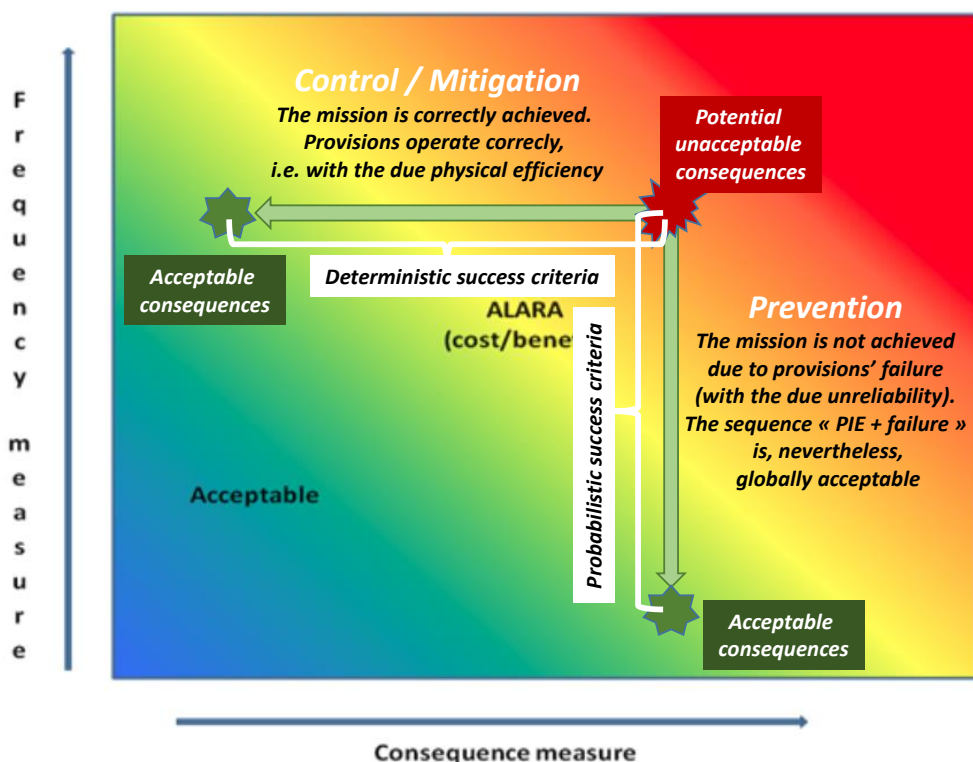 Frequency measure
Control / Mitigation
The mission is correctly achieved.
Provisions operate correcly,
i.e. with the due physical efficiency
Potential
unacceptable
consequences
Acceptable
consequences
Deterministic success criteria
ALARA
(cost/benef
Probabilistic success criteria
Prevention
The mission is not achieved
due to provisions’ failure
(with the due unreliability).
The sequence « PIE + failure »
is, nevertheless,
globally acceptable
Acceptable
Acceptable
consequences
Consequence measure